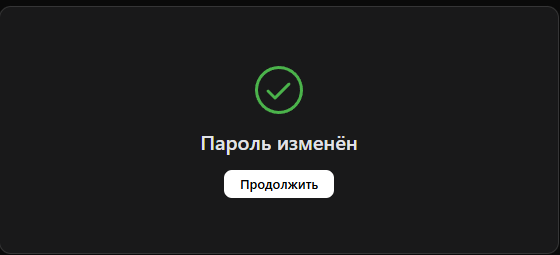 Пароль изменён
Продолжить